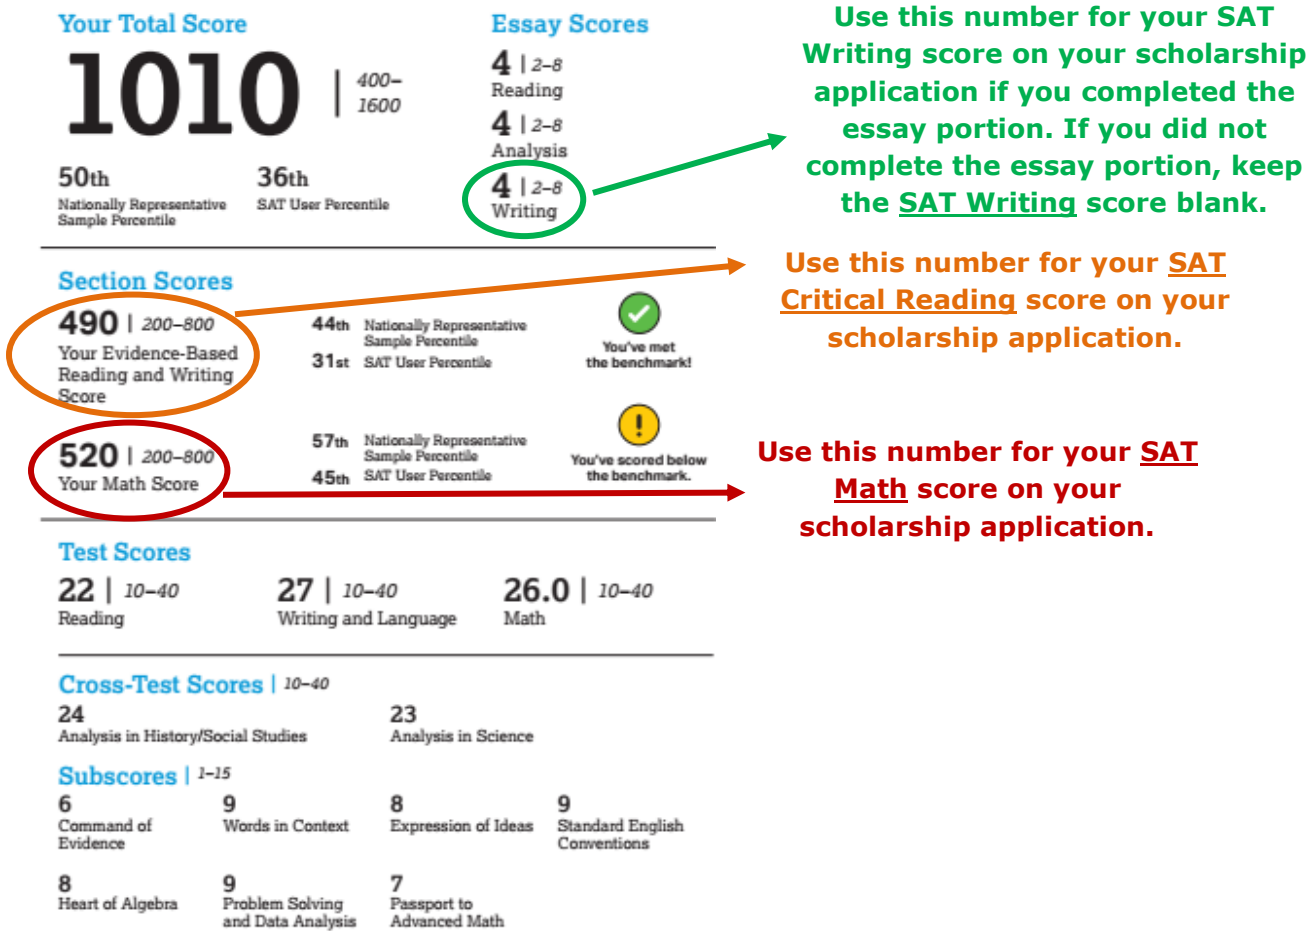 Your Total Score
1010 | 400–
1600
50th
Nationally Representative
Sample Percentile
36th
SAT User Percentile
Essay Scores
4 | 2–8
Reading
4 | 2–8
Analysis
4 | 2–8
Writing
Use this number for your SAT
Writing score on your scholarship
application if you completed the
essay portion. If you did not
complete the essay portion, keep
the SAT Writing score blank.
Section Scores
490 | 200–800
Your Evidence-Based
Reading and Writing
Score
44th Nationally Representative
Sample Percentile
31st SAT User Percentile
You've met
the benchmark!
Use this number for your SAT
Critical Reading score on your
scholarship application.
520 | 200–800
Your Math Score
57th Nationally Representative
Sample Percentile
45th SAT User Percentile
!
You've scored below
the benchmark.
Use this number for your SAT
Math score on your
scholarship application.
Test Scores
22 | 10–40
Reading
27 | 10–40
Writing and Language
26.0 | 10–40
Math
Cross-Test Scores | 10–40
24
Analysis in History/Social Studies
23
Analysis in Science
Subscores | 1–15
6
Command of
Evidence
9
Words in Context
8
Expression of Ideas
9
Standard English
Conventions
8
Heart of Algebra
9
Problem Solving
and Data Analysis
7
Passport to
Advanced Math